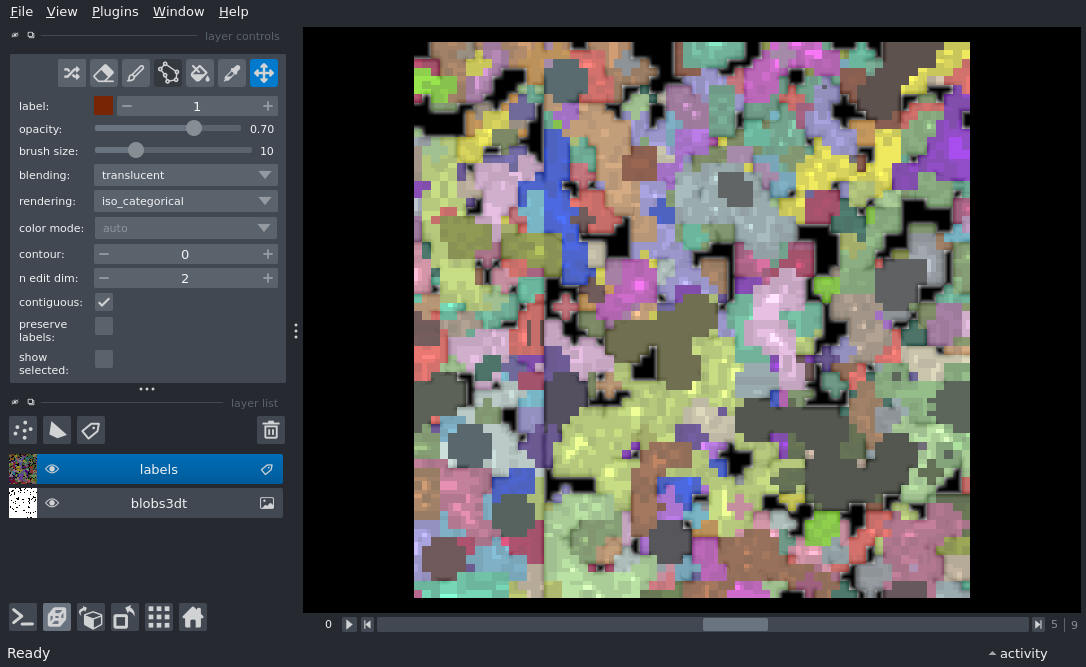 File View Plugins Window Help
layer controls
label: 1
opacity: 0.70
brush size: 10
blending: translucent
rendering: iso_categorical
color mode: auto
contour: 0
n edit dim: 2
contiguous:
preserve
labels:
show
selected:
layer list
labels
blobs3dt
0 5 9
Ready activity